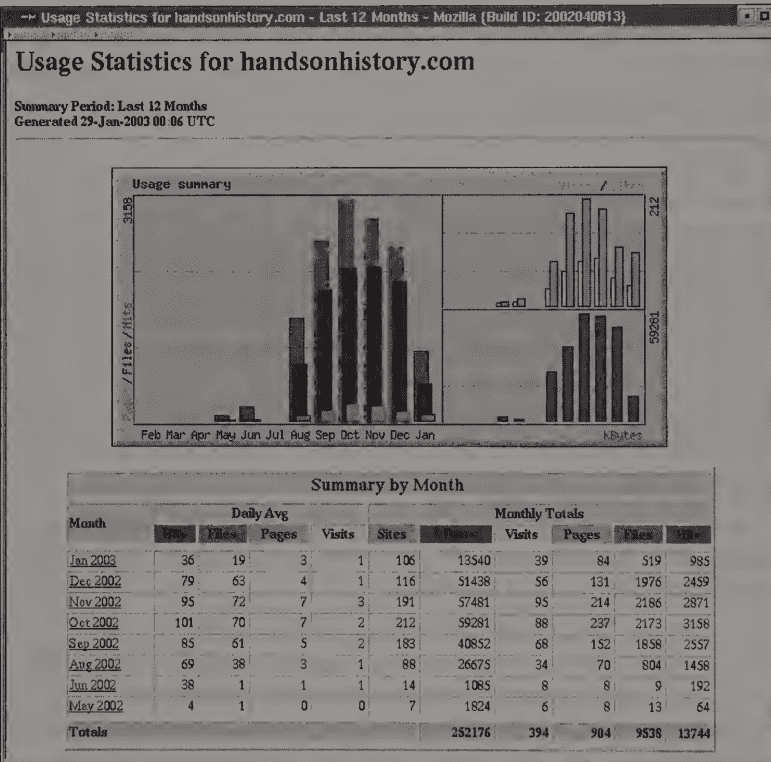 Usage Statistics for handsonhistory.com - Last 12 Months - Mozilla {Build ID: 2002040813}
Usage Statistics for handsonhistory.com
Summary Period: Last 12 Months
Generated 29-Jan-2003 00:06 UTC
Usage summary
3158
/Files/Hits
212
59281
Feb Mar Apr May Jun Jul Aug Sep Oct Nov Dec Jan
KBytes
Summary by Month
Month Daily Avg Monthly Totals
Files Pages Visits Sites Visits Pages Files
Jan 2003 36 19 3 1 106 13540 39 84 519 985
Dec 2002 79 63 4 1 116 51438 56 131 1976 2459
Nov 2002 95 72 7 3 191 57481 95 214 2186 2871
Oct 2002 101 70 7 2 212 59281 88 237 2173 3158
Sep 2002 85 61 5 2 183 40852 68 152 1858 2557
Aug 2002 69 38 3 1 88 26675 34 70 804 1458
Jun 2002 38 1 1 1 14 1085 8 8 9 192
May 2002 4 1 0 0 7 1824 6 8 13 64
Totals 252176 394 904 9538 13744